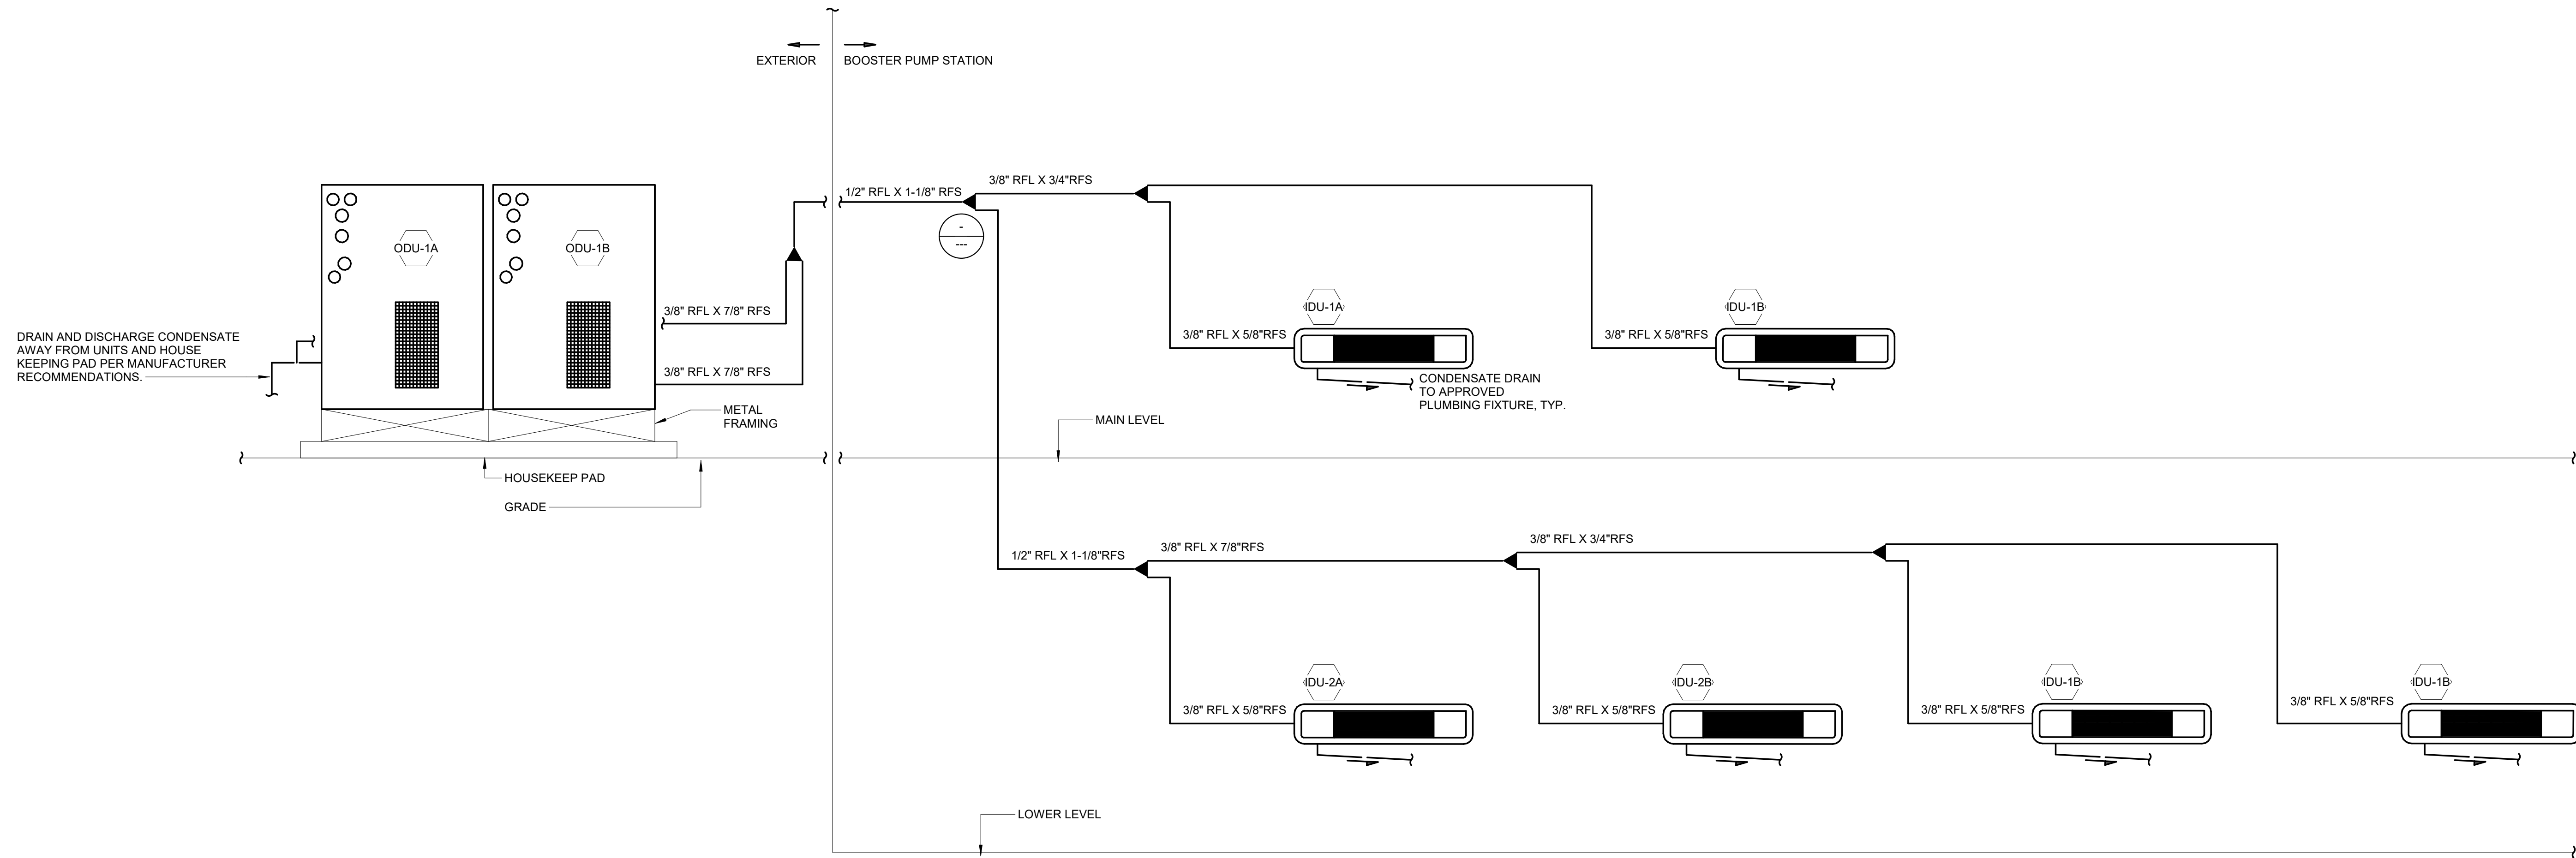 EXTERIOR
BOOSTER PUMP STATION
1/2" RFL X 1-1/8" RFS
3/8" RFL X 3/4"RFS
-
---
ODU-1A
ODU-1B
3/8" RFL X 7/8" RFS
3/8" RFL X 7/8" RFS
DRAIN AND DISCHARGE CONDENSATE
AWAY FROM UNITS AND HOUSE
KEEPING PAD PER MANUFACTURER
RECOMMENDATIONS.
METAL
FRAMING
HOUSEKEEP PAD
GRADE
IDU-1A
3/8" RFL X 5/8"RFS
CONDENSATE DRAIN
TO APPROVED
PLUMBING FIXTURE, TYP.
IDU-1B
3/8" RFL X 5/8"RFS
MAIN LEVEL
1/2" RFL X 1-1/8"RFS
3/8" RFL X 7/8"RFS
3/8" RFL X 3/4"RFS
IDU-2A
3/8" RFL X 5/8"RFS
IDU-2B
3/8" RFL X 5/8"RFS
IDU-1B
3/8" RFL X 5/8"RFS
IDU-1B
3/8" RFL X 5/8"RFS
LOWER LEVEL